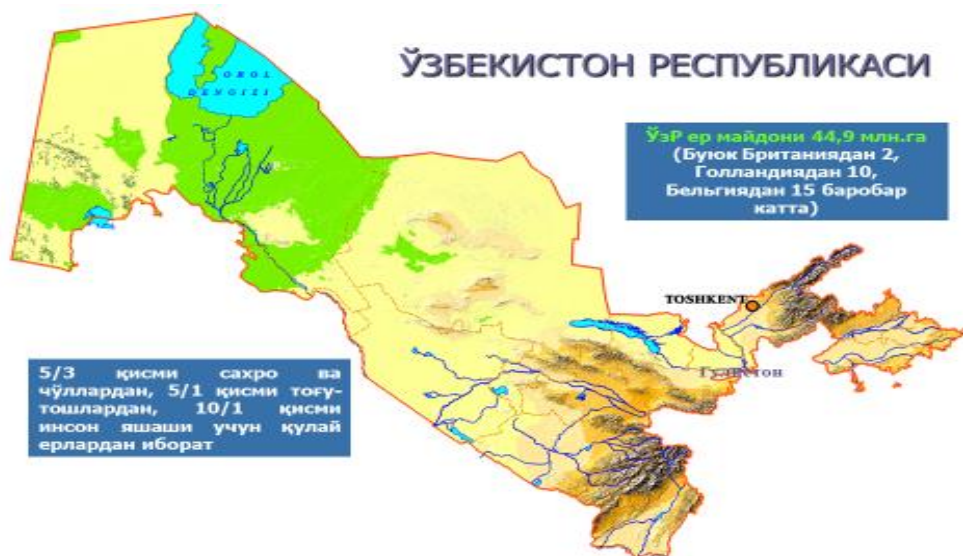 ЎЗБЕКИСТОН РЕСПУБЛИКАСИ
OROL
DENGIZI
ЎзР ер майдони 44,9 млн.га
(Буюк Британиядан 2,
Голландиядан 10,
Бельгиядан 15 баробар
катта)
TOSHKENT
Гулистон
5/3 қисми сахро ва
чўллардан, 5/1 қисми тоғу-
тошлардан, 10/1 қисми
инсон яшаши учун қулай
ерлардан иборат